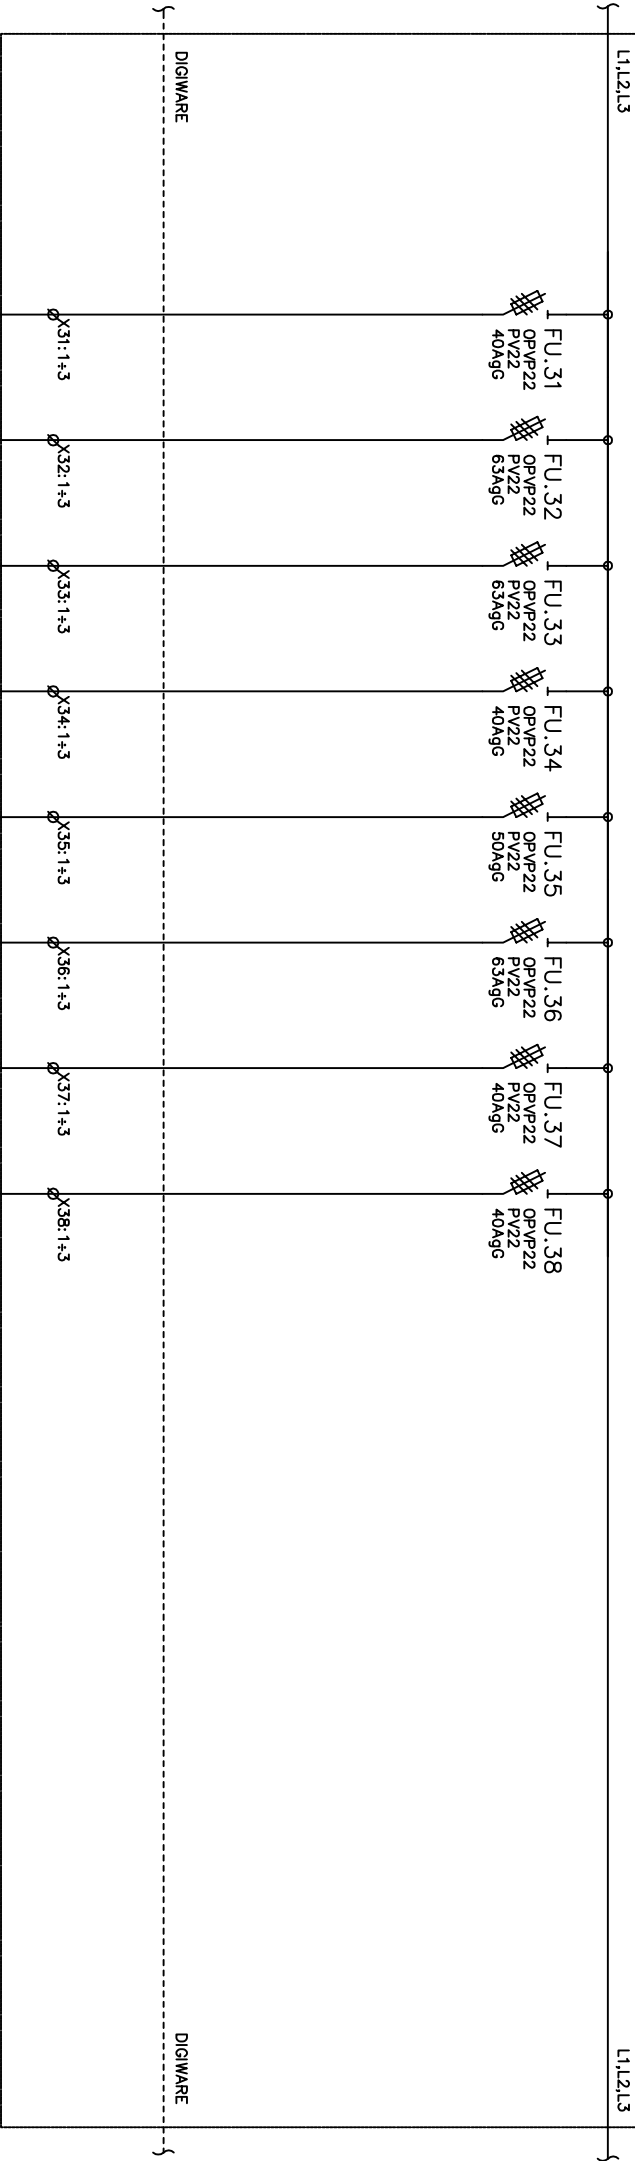 L1,L2,L3
L1,L2,L3
FU.31
OPVP22
PV22
40AgG
FU.32
OPVP22
PV22
63AgG
FU.33
OPVP22
PV22
63AgG
FU.34
OPVP22
PV22
40AgG
FU.35
OPVP22
PV22
50AgG
FU.36
OPVP22
PV22
63AgG
FU.37
OPVP22
PV22
40AgG
FU.38
OPVP22
PV22
40AgG
DIGIWARE
DIGIWARE
X31:1÷3
X32:1÷3
X33:1÷3
X34:1÷3
X35:1÷3
X36:1÷3
X37:1÷3
X38:1÷3